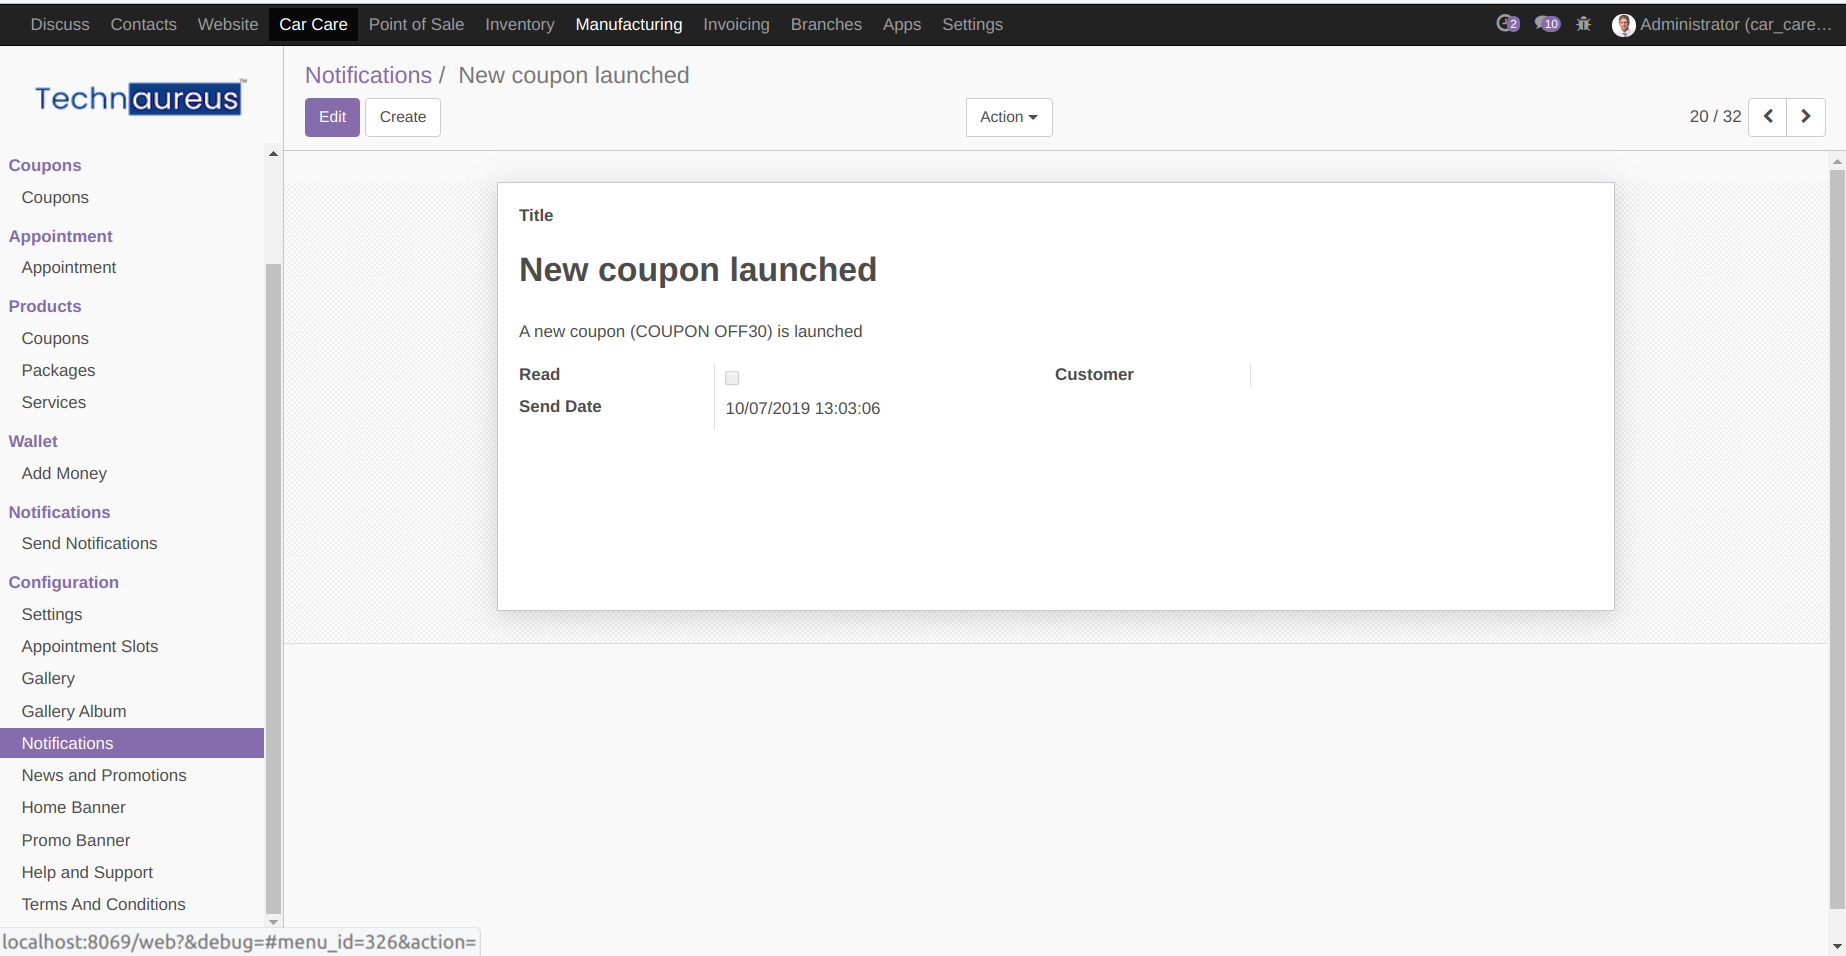 Discuss Contacts Website Car Care Point of Sale Inventory Manufacturing Invoicing Branches Apps Settings 2 10 Administrator (car_care...
Technaureus™
Notifications / New coupon launched
Edit Create Action 20 / 32
Coupons
Coupons
Appointment
Appointment
Products
Coupons
Packages
Services
Wallet
Add Money
Notifications
Send Notifications
Configuration
Settings
Appointment Slots
Gallery
Gallery Album
Notifications
News and Promotions
Home Banner
Promo Banner
Help and Support
Terms And Conditions
Title
New coupon launched
A new coupon (COUPON OFF30) is launched
Read Customer
Send Date 10/07/2019 13:03:06
localhost:8069/web?&debug=#menu_id=326&action=